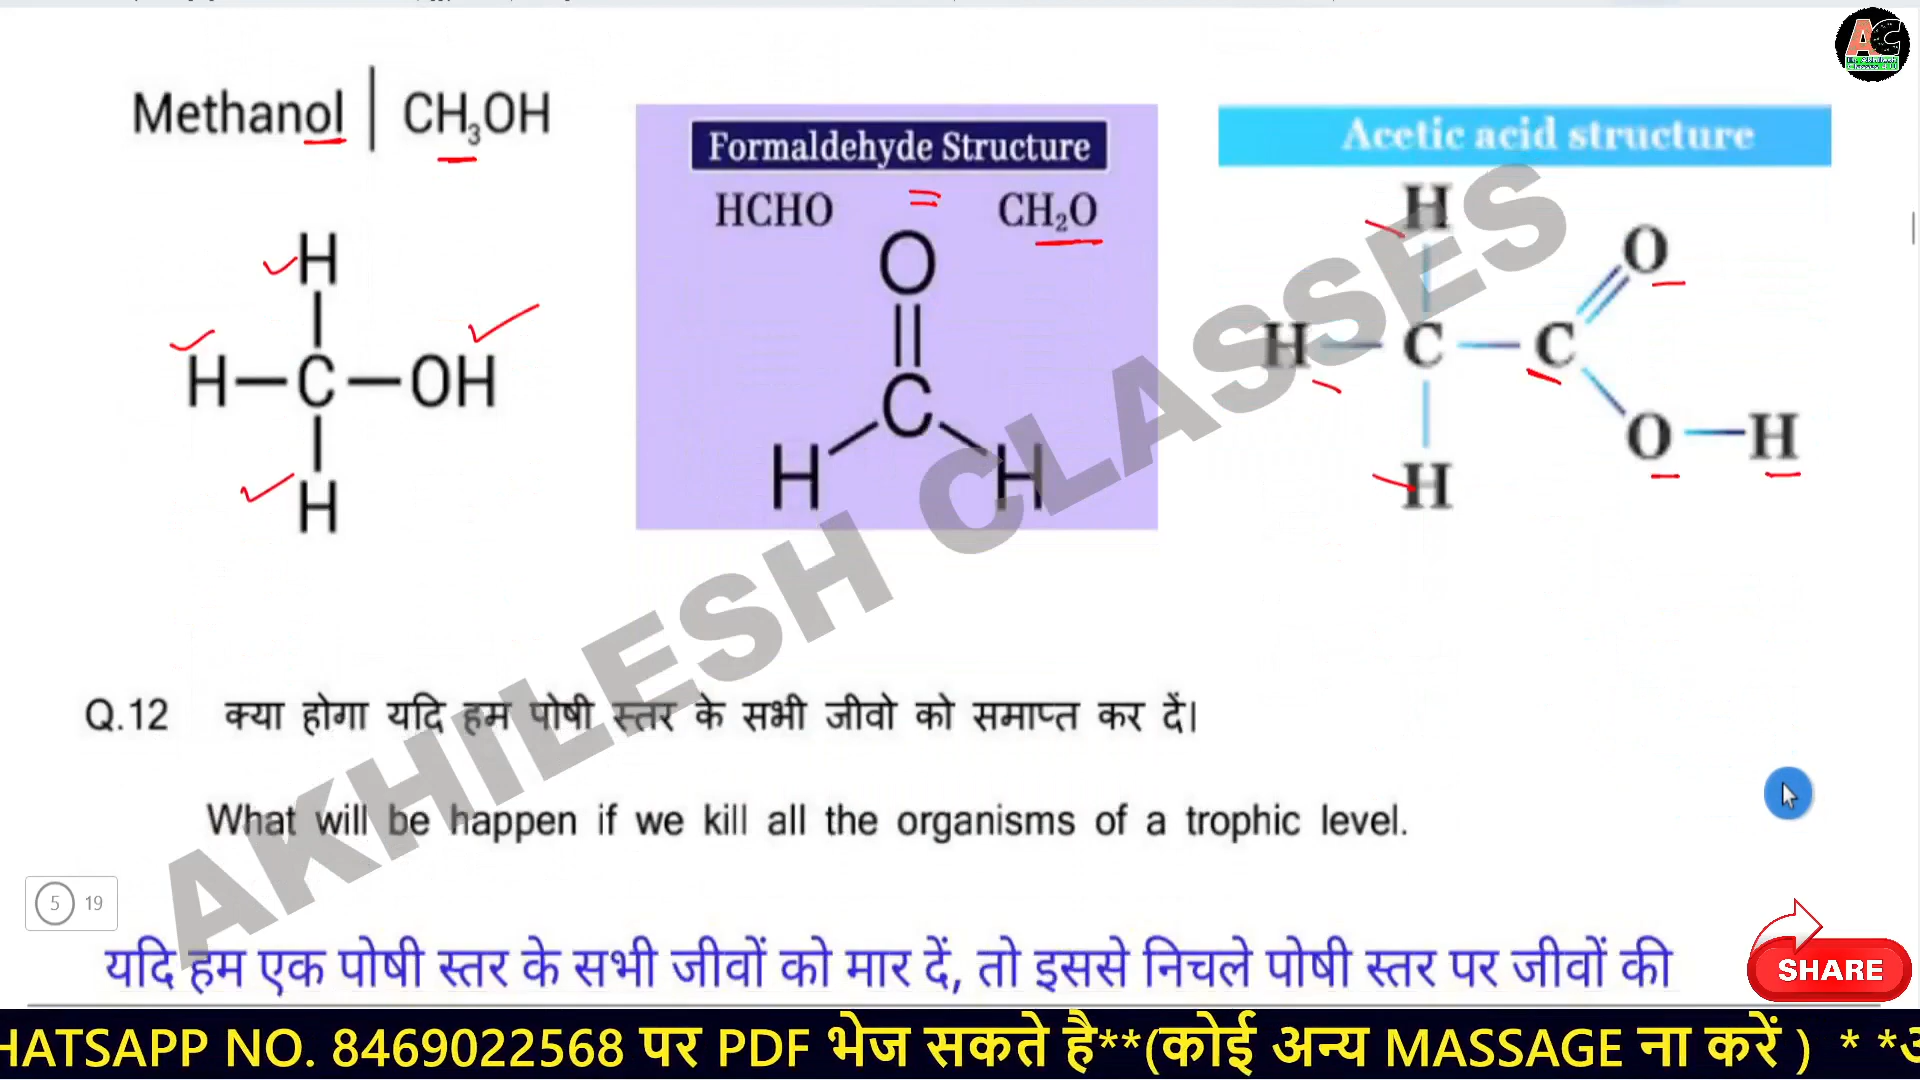 Methanol | CH₃OH
H
H—C—OH
H
Formaldehyde Structure
HCHO CH₂O
O
C
H H
Acetic acid structure
H
O
H—C—C
O—H
H
AKHILESH CLASSES
Q.12 क्या होगा यदि हम पोषी स्तर के सभी जीवो को समाप्त कर दें।
What will be happen if we kill all the organisms of a trophic level.
5 19
यदि हम एक पोषी स्तर के सभी जीवों को मार दें, तो इससे निचले पोषी स्तर पर जीवों की
SHARE
HATSAPP NO. 8469022568 पर PDF भेज सकते है**(कोई अन्य MASSAGE ना करें ) * *
AC